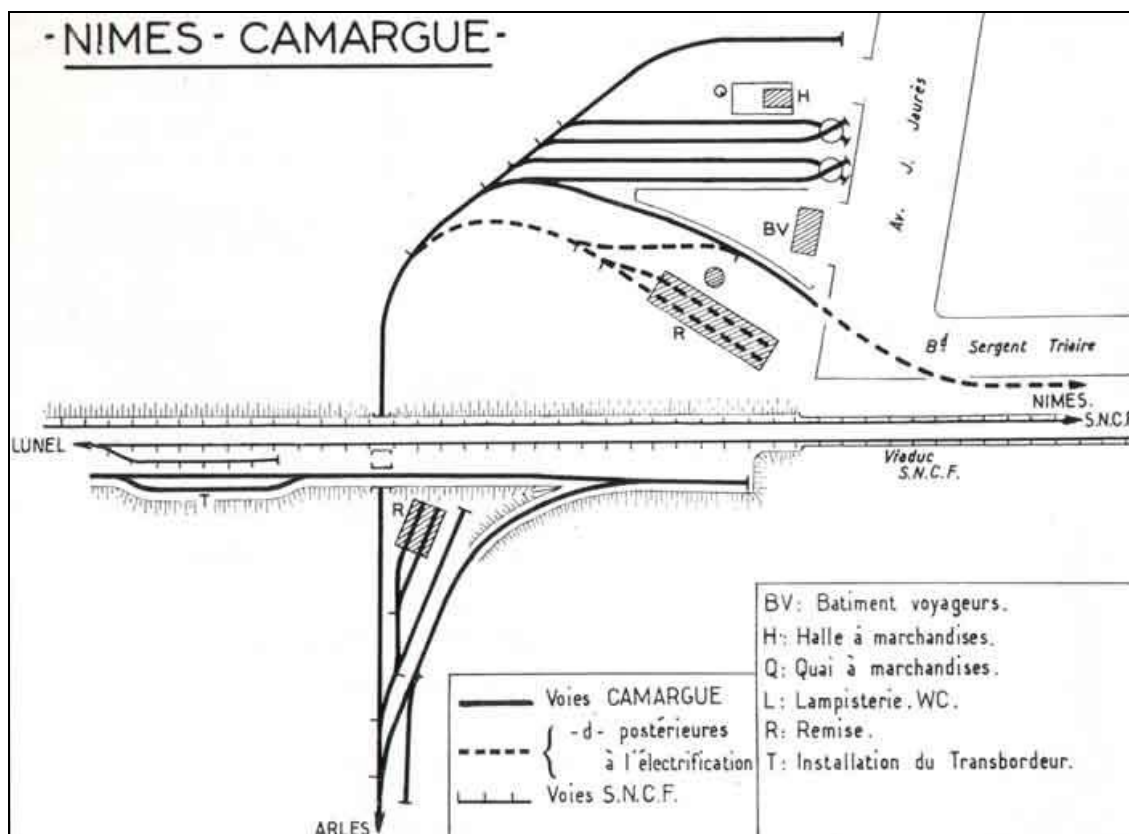 - NIMES - CAMARGUE -
Q
H
Av. J. Jaurès
BV
R
Bd Sergent Triaire
NIMES.
S.N.C.F.
LUNEL
Viaduc
S.N.C.F.
T
R
ARLES
Voies CAMARGUE
-d- postérieures
à l'électrification
Voies S.N.C.F.
BV: Batiment voyageurs.
H: Halle à marchandises.
Q: Quai à marchandises.
L: Lampisterie. WC.
R: Remise.
T: Installation du Transbordeur.